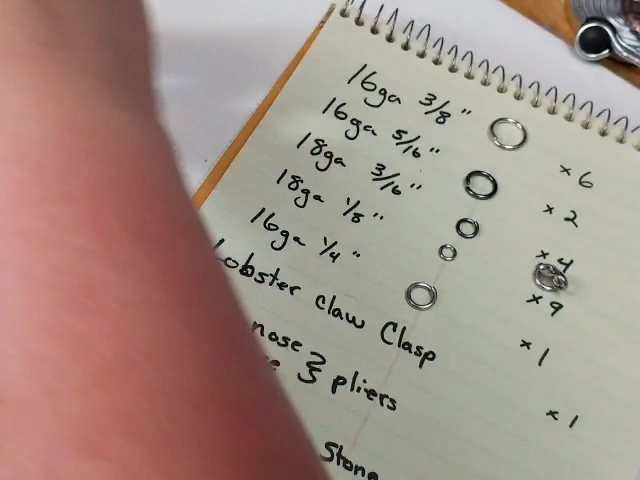 16ga 3/8" x6
16ga 5/16" x2
18ga 3/16" x4
18ga 1/8" x9
16ga 1/4" x1
Lobster Claw Clasp x1
nose
pliers
Stone